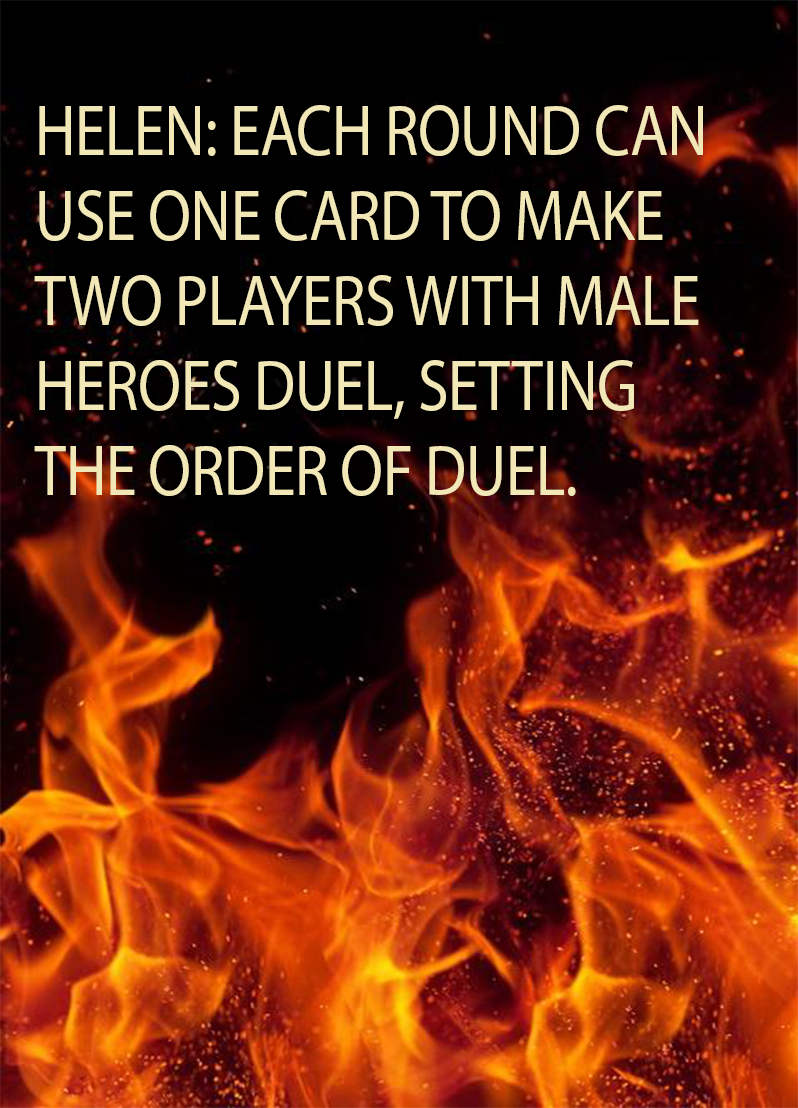 HELEN: EACH ROUND CAN
USE ONE CARD TO MAKE
TWO PLAYERS WITH MALE
HEROES DUEL, SETTING
THE ORDER OF DUEL.